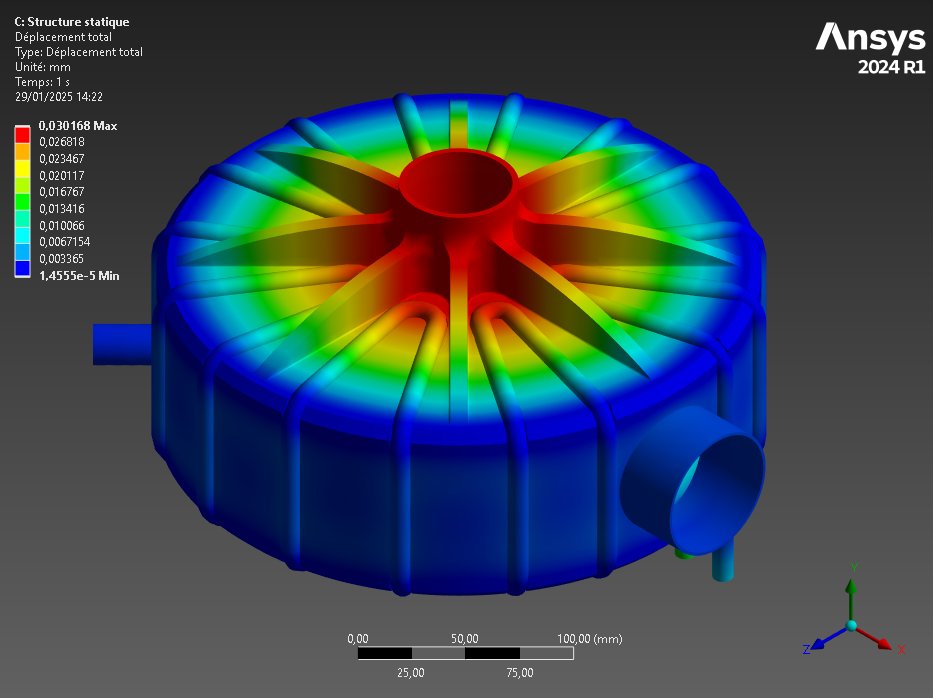 C: Structure statique
Déplacement total
Type: Déplacement total
Unité: mm
Temps: 1 s
29/01/2025 14:22
0,030168 Max
0,026818
0,023467
0,020117
0,016767
0,013416
0,010066
0,0067154
0,003365
1,4555e-5 Min
Ansys
2024 R1
0,00 50,00 100,00 (mm)
25,00 75,00
Y
Z X